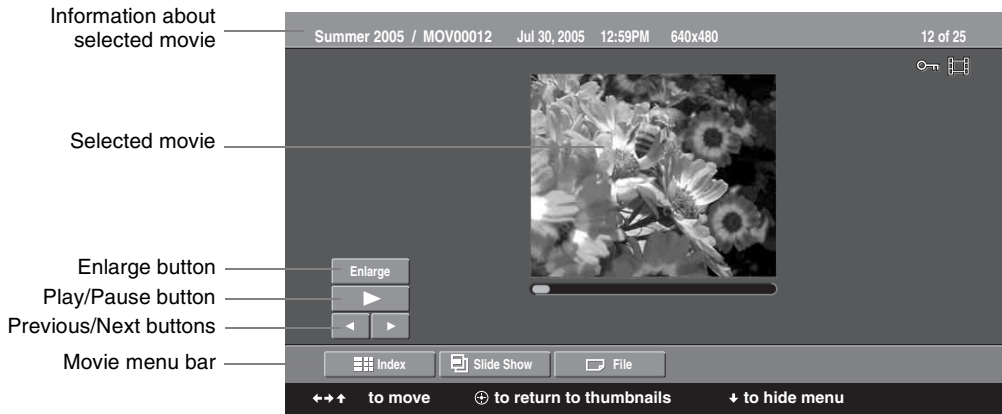 Information about
selected movie
Summer 2005 / MOV00012 Jul 30, 2005 12:59PM 640x480 12 of 25
Selected movie
Enlarge button
Enlarge
Play/Pause button
Previous/Next buttons
Movie menu bar
Index Slide Show File
to move to return to thumbnails to hide menu